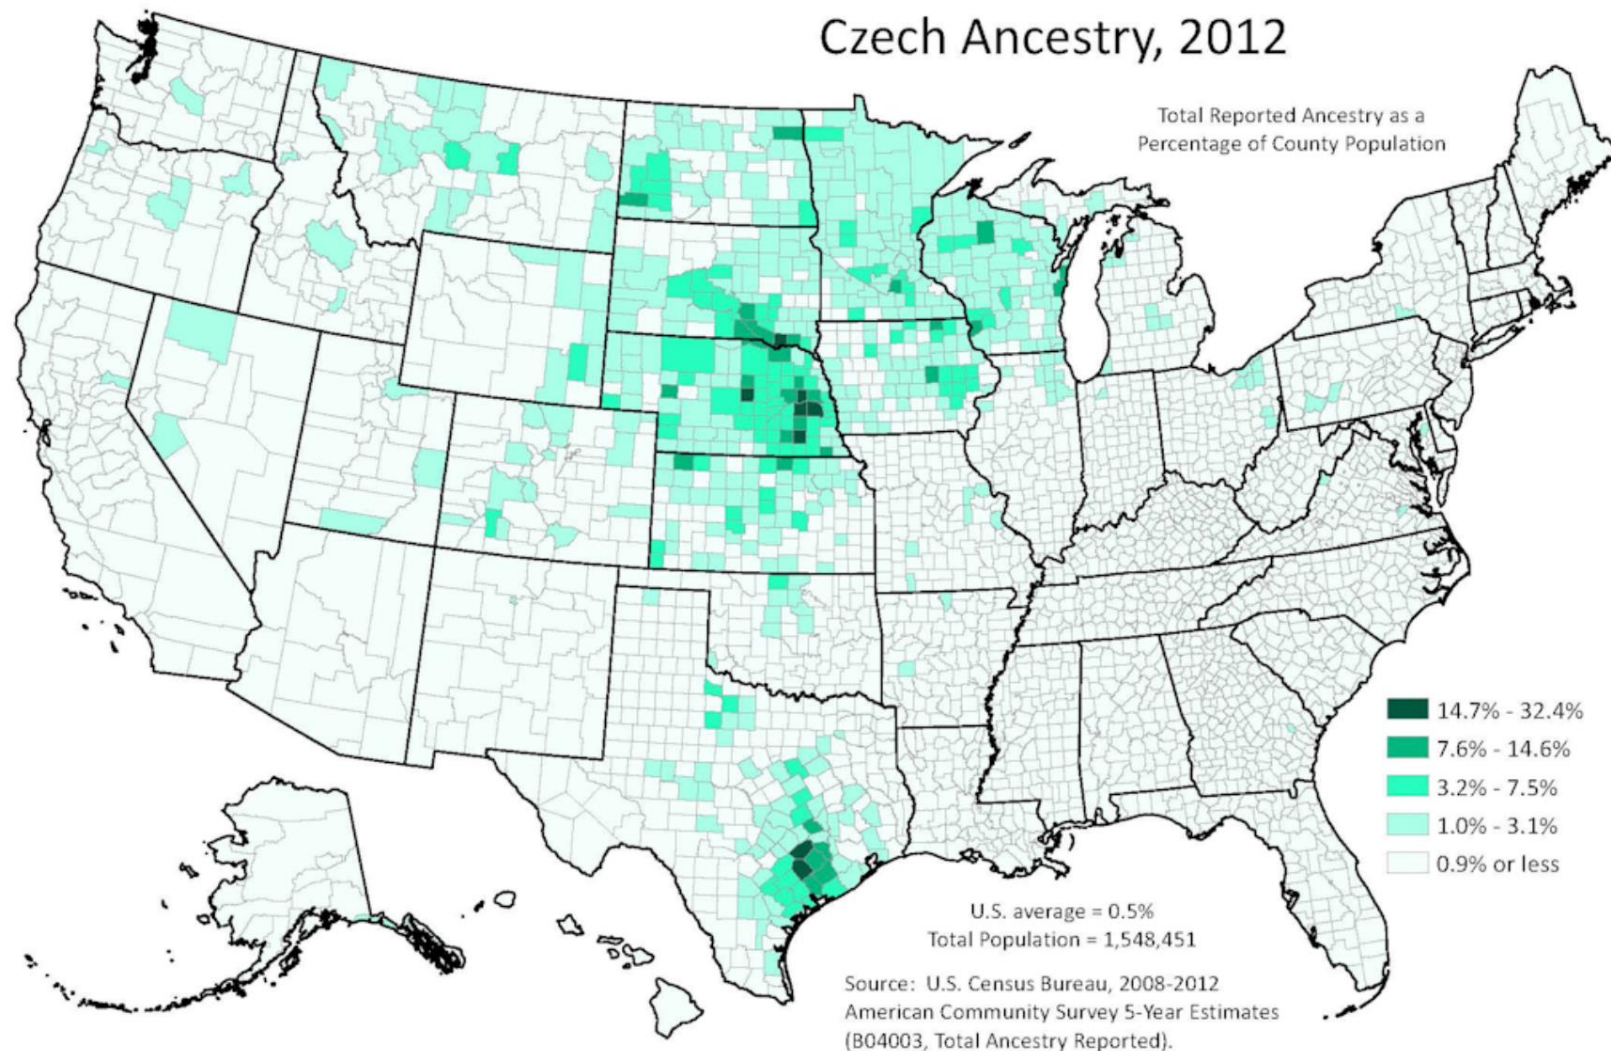 Czech Ancestry, 2012
Total Reported Ancestry as a
Percentage of County Population
14.7% - 32.4%
7.6% - 14.6%
3.2% - 7.5%
1.0% - 3.1%
0.9% or less
U.S. average = 0.5%
Total Population = 1,548,451
Source:  U.S. Census Bureau, 2008-2012
American Community Survey 5-Year Estimates
(B04003, Total Ancestry Reported).